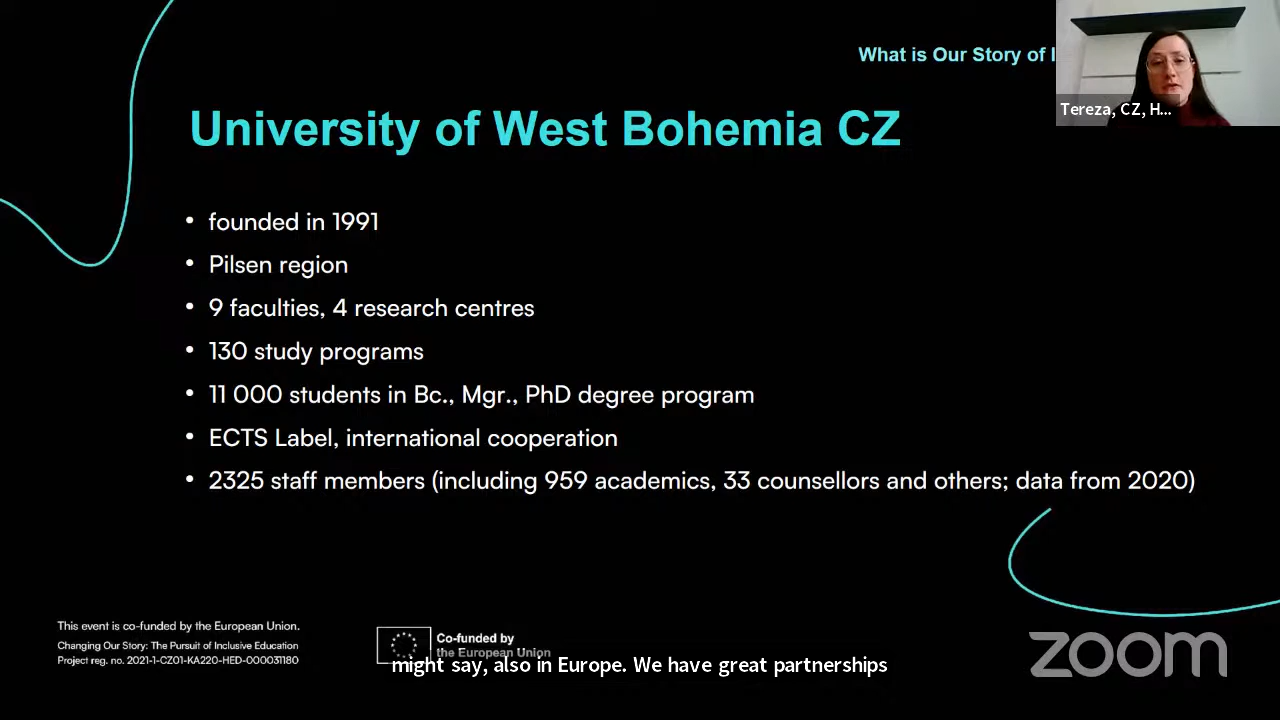 What is Our Story of I
Tereza, CZ, H...
University of West Bohemia CZ
• founded in 1991
• Pilsen region
• 9 faculties, 4 research centres
• 130 study programs
• 11 000 students in Bc., Mgr., PhD degree program
• ECTS Label, international cooperation
• 2325 staff members (including 959 academics, 33 counsellors and others; data from 2020)
This event is co-funded by the European Union.
Changing Our Story: The Pursuit of Inclusive Education
Project reg. no. 2021-1-CZ01-KA220-HED-000031180
Co-funded by
the European Union
might say, also in Europe. We have great partnerships
zoom